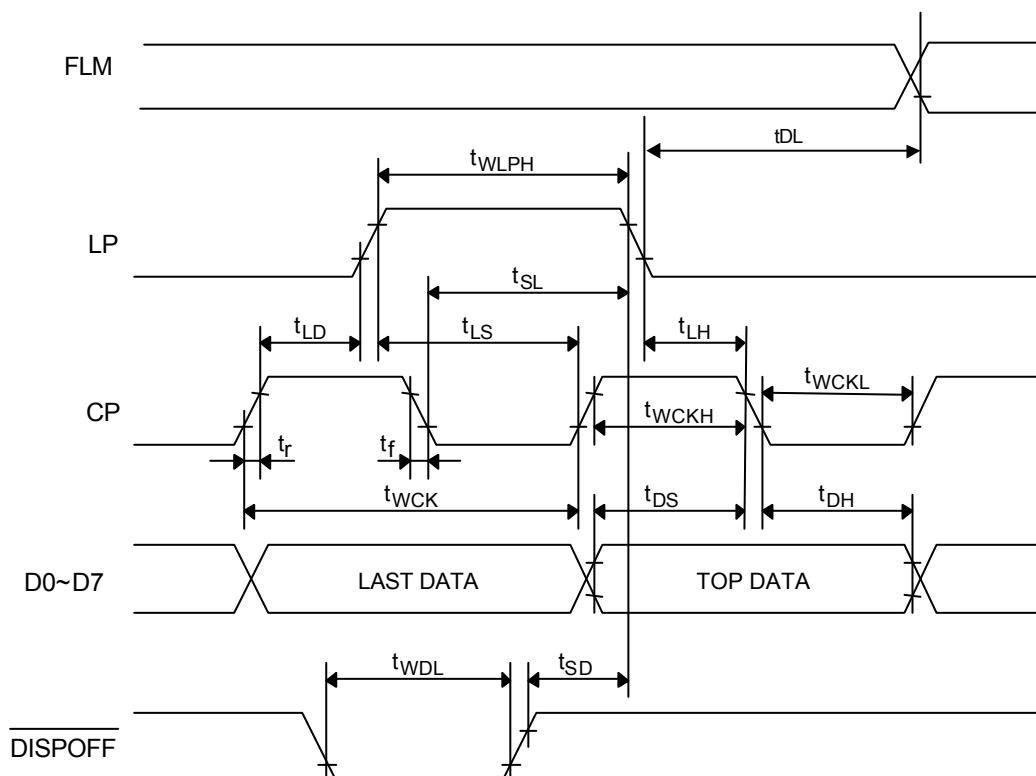 FLM
tDL
tWLPH
LP
tSL
tLD
tLS
tLH
tWCKL
CP
tWCKH
tr
tf
tWCK
tDS
tDH
D0~D7
LAST DATA
TOP DATA
tWDL
tSD
DISPOFF